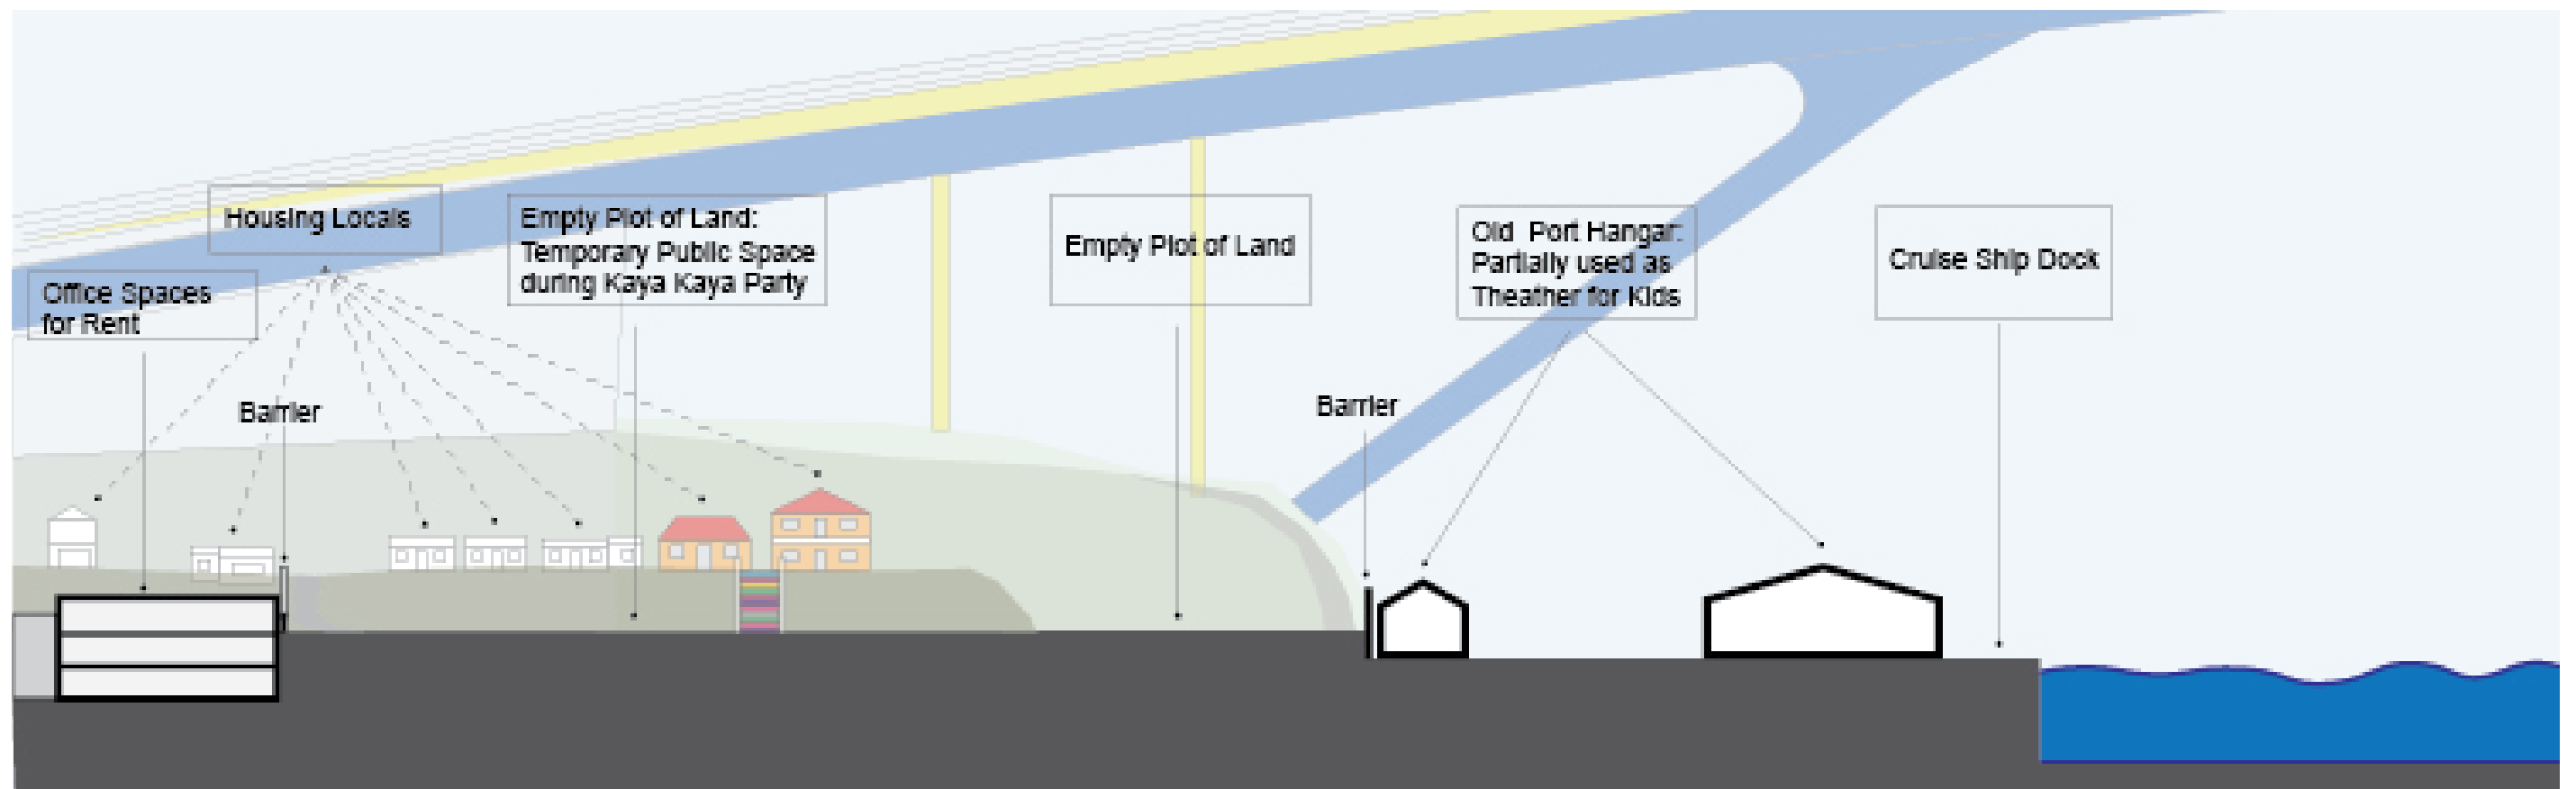 Housing Locals
Empty Plot of Land:
Temporary Public Space
during Kaya Kaya Party
Empty Plot of Land
Old Port Hangar:
Partially used as
Theather for Kids
Cruise Ship Dock
Office Spaces
for Rent
Barrier
Barrier